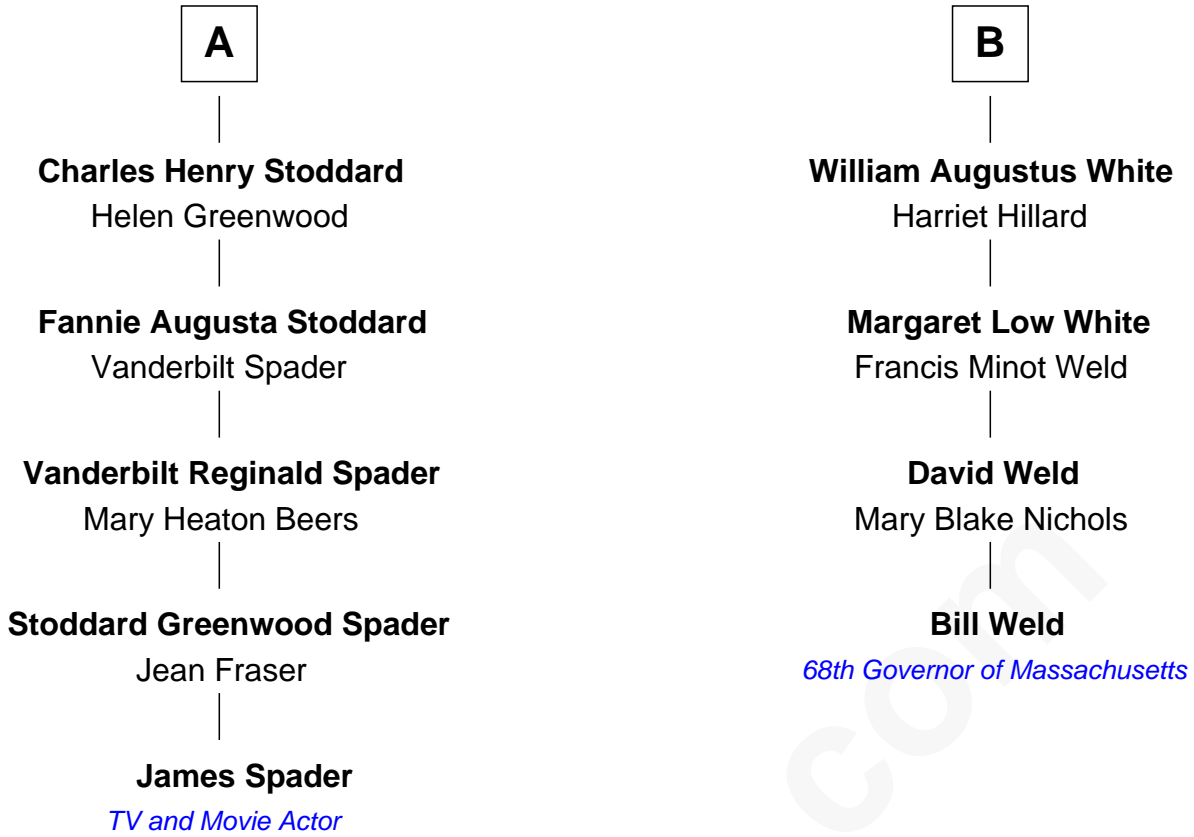 A
Charles Henry Stoddard
Helen Greenwood
Fannie Augusta Stoddard
Vanderbilt Spader
Vanderbilt Reginald Spader
Mary Heaton Beers
Stoddard Greenwood Spader
Jean Fraser
James Spader
TV and Movie Actor
B
William Augustus White
Harriet Hillard
Margaret Low White
Francis Minot Weld
David Weld
Mary Blake Nichols
Bill Weld
68th Governor of Massachusetts
com